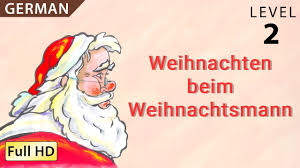 GERMAN
LEVEL
2
Weihnachten
beim
Weihnachtsmann
Full HD